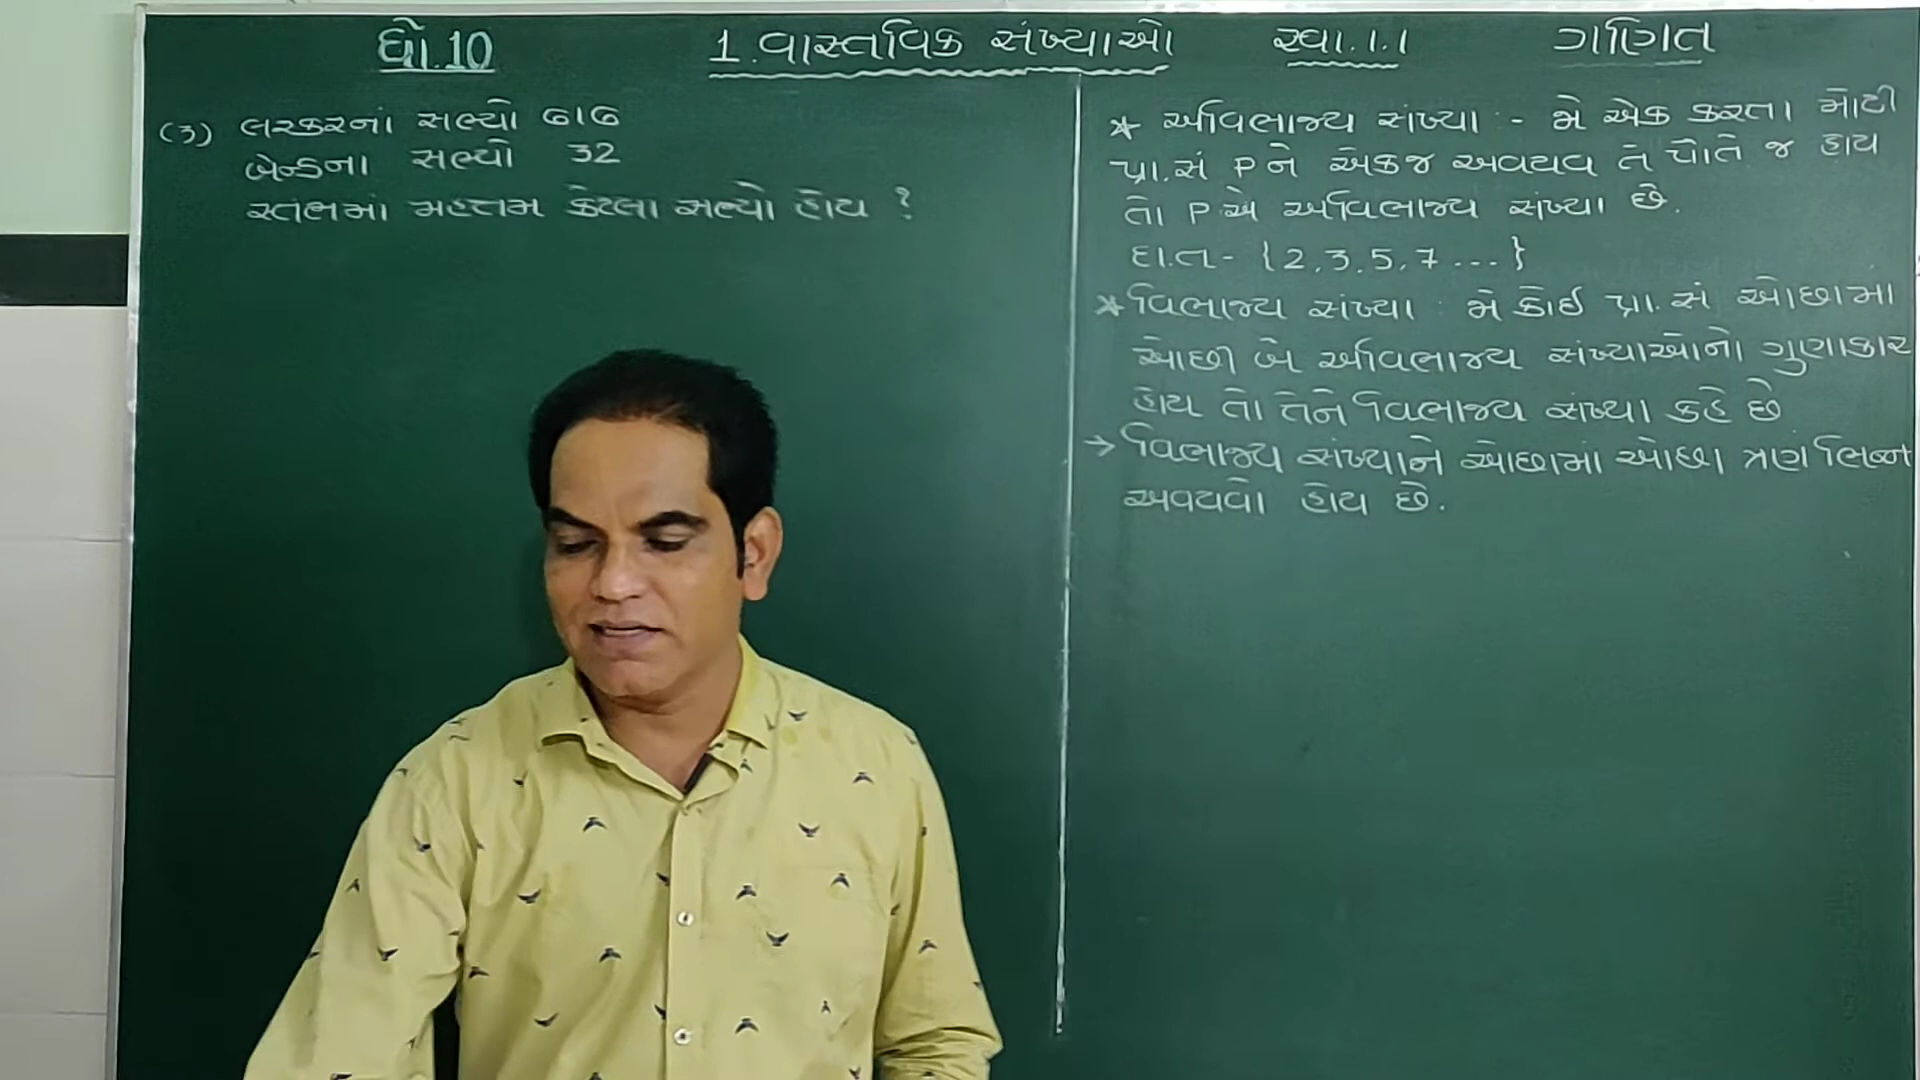 ધો.10
1. વાસ્તવિક સંખ્યાઓ
સ્વા.1.1
ગણિત
(3) લશ્કરનાં સભ્યો ૬૧૬
બેન્ડના સભ્યો 32
સ્તંભમાં મહત્તમ કેટલા સભ્યો હોય ?
* અવિભાજ્ય સંખ્યા :- જો એક કરતા મોટી
પ્રા.સં P ને એકજ અવયવ તે પોતે જ હોય
તો P એ અવિભાજ્ય સંખ્યા છે.
દા.ત - {2,3,5,7...}
* વિભાજ્ય સંખ્યા : જો કોઈ પ્રા.સં ઓછામાં
ઓછી બે અવિભાજ્ય સંખ્યાઓનો ગુણાકાર
હોય તો તેને વિભાજ્ય સંખ્યા કહે છે
→ વિભાજ્ય સંખ્યાને ઓછામાં ઓછા ત્રણ ભિન્ન
અવયવો હોય છે.